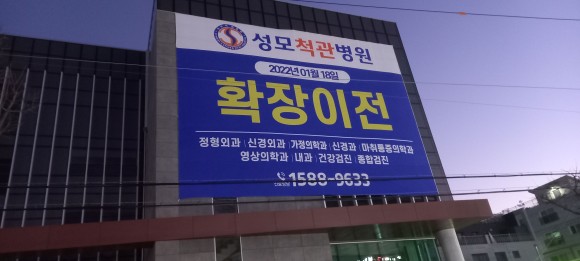 성모척관병원
2022년 01월 18일
확장이전
정형외과 신경외과 가정의학과 신경과 마취통증의학과
영상의학과 내과 건강검진 종합검진
1588-9633